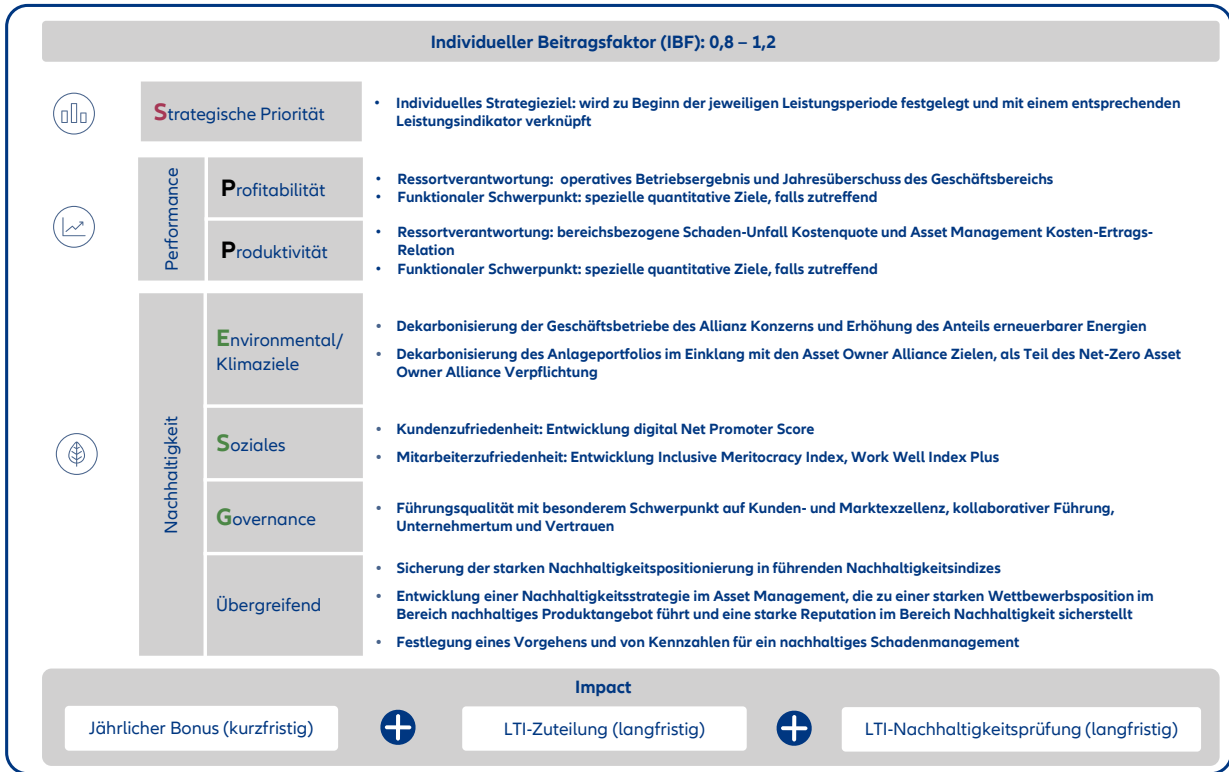 Individueller Beitragsfaktor (IBF): 0,8 – 1,2
Strategische Priorität
• Individuelles Strategieziel: wird zu Beginn der jeweiligen Leistungsperiode festgelegt und mit einem entsprechenden
Leistungsindikator verknüpft
Performance
Profitabilität
• Ressortverantwortung: operatives Betriebsergebnis und Jahresüberschuss des Geschäftsbereichs
• Funktionaler Schwerpunkt: spezielle quantitative Ziele, falls zutreffend
Produktivität
• Ressortverantwortung: bereichsbezogene Schaden-Unfall Kostenquote und Asset Management Kosten-Ertrags-
Relation
• Funktionaler Schwerpunkt: spezielle quantitative Ziele, falls zutreffend
Nachhaltigkeit
Environmental/
Klimaziele
• Dekarbonisierung der Geschäftsbetriebe des Allianz Konzerns und Erhöhung des Anteils erneuerbarer Energien
• Dekarbonisierung des Anlageportfolios im Einklang mit den Asset Owner Alliance Zielen, als Teil des Net-Zero Asset
Owner Alliance Verpflichtung
Soziales
• Kundenzufriedenheit: Entwicklung digital Net Promoter Score
• Mitarbeiterzufriedenheit: Entwicklung Inclusive Meritocracy Index, Work Well Index Plus
Governance
• Führungsqualität mit besonderem Schwerpunkt auf Kunden- und Marktexzellenz, kollaborativer Führung,
Unternehmertum und Vertrauen
Übergreifend
• Sicherung der starken Nachhaltigkeitspositionierung in führenden Nachhaltigkeitsindizes
• Entwicklung einer Nachhaltigkeitsstrategie im Asset Management, die zu einer starken Wettbewerbsposition im
Bereich nachhaltiges Produktangebot führt und eine starke Reputation im Bereich Nachhaltigkeit sicherstellt
• Festlegung eines Vorgehens und von Kennzahlen für ein nachhaltiges Schadenmanagement
Impact
Jährlicher Bonus (kurzfristig)
LTI-Zuteilung (langfristig)
LTI-Nachhaltigkeitsprüfung (langfristig)